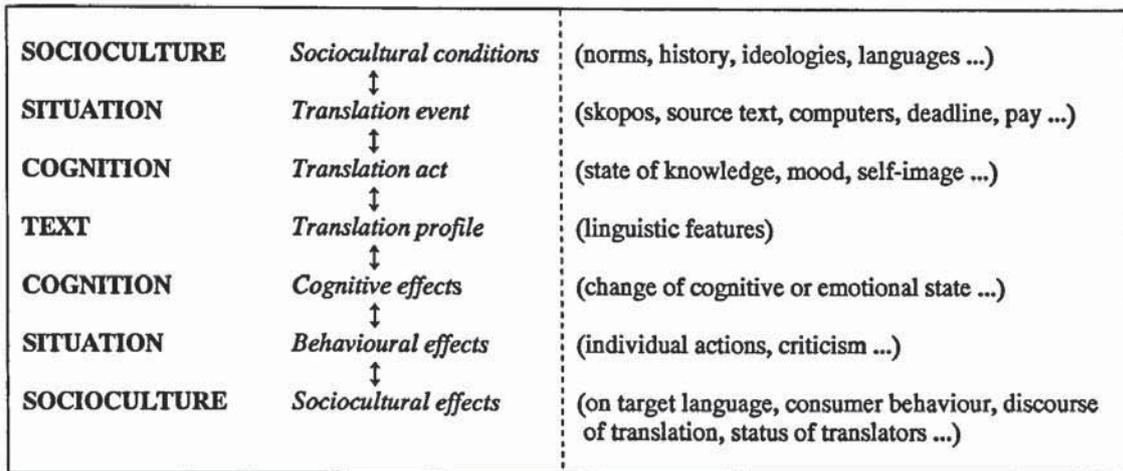 SOCIOCULTURE Sociocultural conditions (norms, history, ideologies, languages ...)
↕
SITUATION Translation event (skopos, source text, computers, deadline, pay ...)
↕
COGNITION Translation act (state of knowledge, mood, self-image ...)
↕
TEXT Translation profile (linguistic features)
↕
COGNITION Cognitive effects (change of cognitive or emotional state ...)
↕
SITUATION Behavioural effects (individual actions, criticism ...)
↕
SOCIOCULTURE Sociocultural effects (on target language, consumer behaviour, discourse
of translation, status of translators ...)